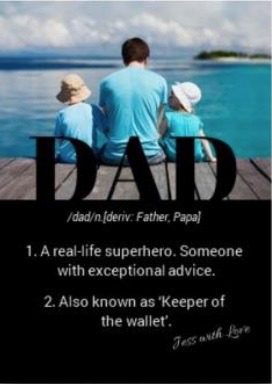 DAD
/dad/n.[deriv: Father, Papa]
1. A real-life superhero. Someone
with exceptional advice.
2. Also known as ‘Keeper of
the wallet’.
Jess with Love